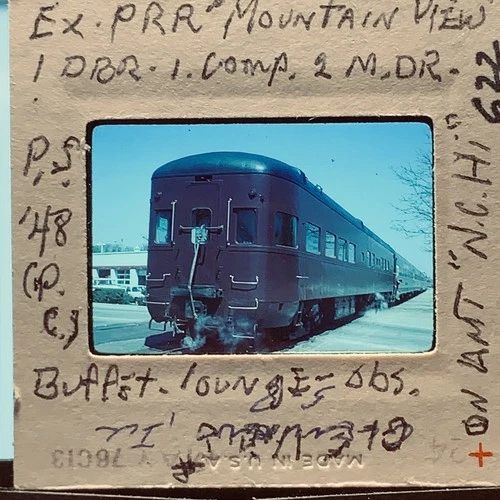 Ex. PRR "Mountain View
1 DBR. 1. Comp. 2 M. DR.
P.S.
'48
Buffet. lounge - obs.
ON AMT "N.C. Hi"
622
MADE IN U.S.A.
78C13